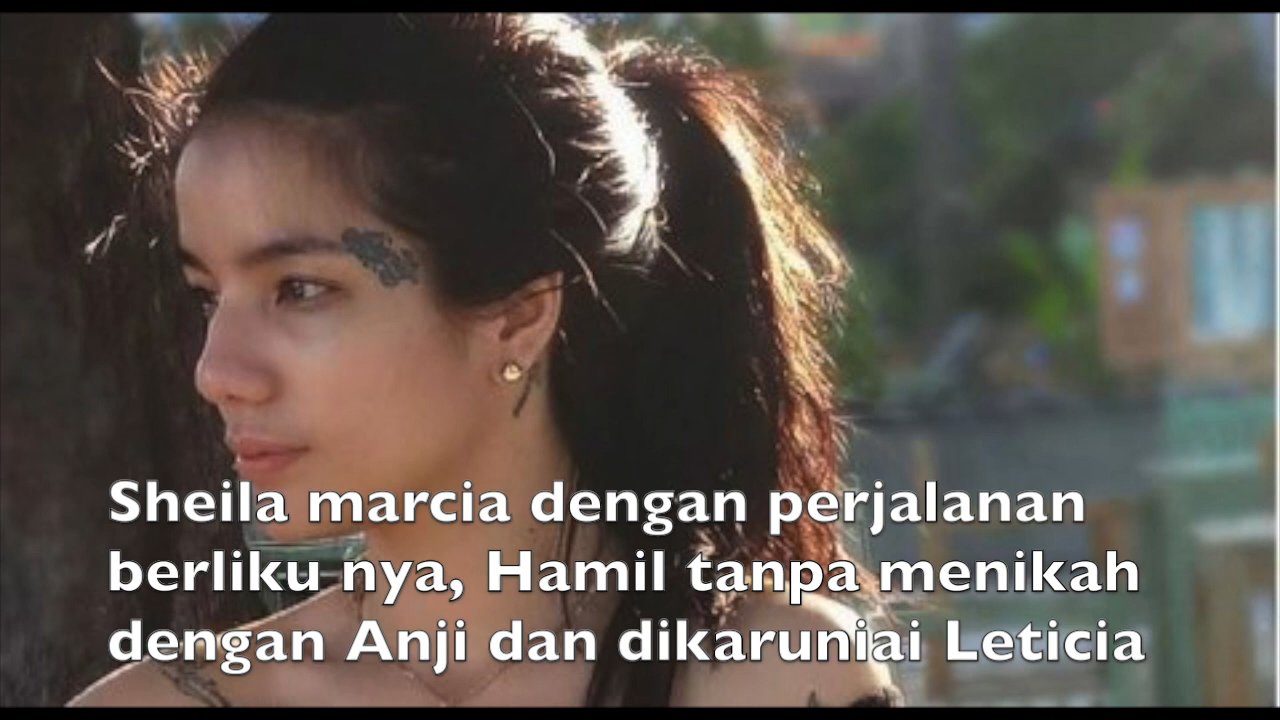 Sheila marcia dengan perjalanan
berliku nya, Hamil tanpa menikah
dengan Anji dan dikaruniai Leticia